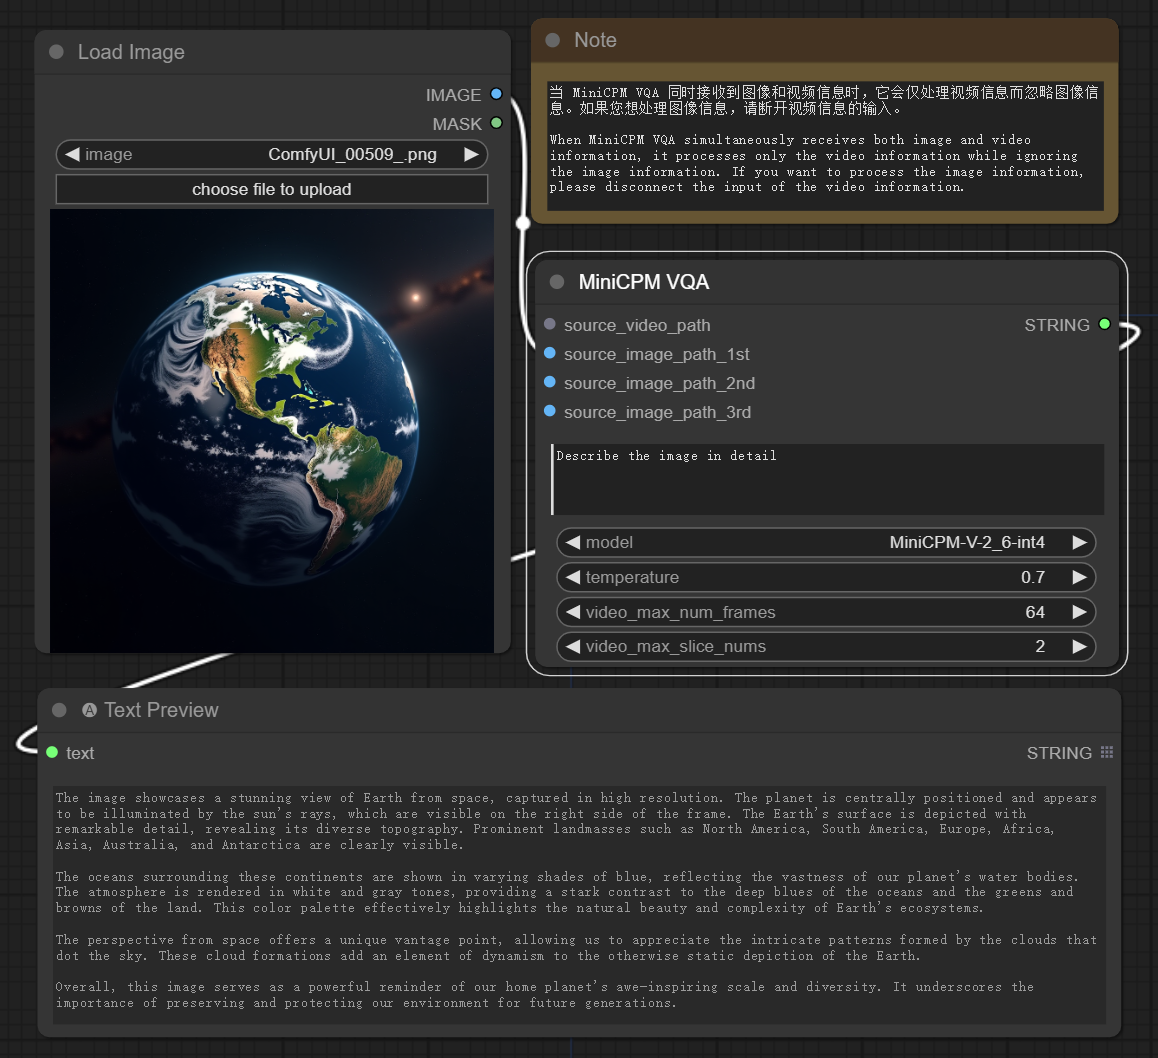 Load Image
IMAGE
MASK
image ComfyUI_00509_.png
choose file to upload
Note
当 MiniCPM VQA 同时接收到图像和视频信息时，它会仅处理视频信息而忽略图像信
息。如果您想处理图像信息，请断开视频信息的输入。
When MiniCPM VQA simultaneously receives both image and video
information, it processes only the video information while ignoring
the image information. If you want to process the image information,
please disconnect the input of the video information.
MiniCPM VQA
source_video_path STRING
source_image_path_1st
source_image_path_2nd
source_image_path_3rd
Describe the image in detail
model MiniCPM-V-2_6-int4
temperature 0.7
video_max_num_frames 64
video_max_slice_nums 2
A Text Preview
text STRING
The image showcases a stunning view of Earth from space, captured in high resolution. The planet is centrally positioned and appears
to be illuminated by the sun's rays, which are visible on the right side of the frame. The Earth's surface is depicted with
remarkable detail, revealing its diverse topography. Prominent landmasses such as North America, South America, Europe, Africa,
Asia, Australia, and Antarctica are clearly visible.
The oceans surrounding these continents are shown in varying shades of blue, reflecting the vastness of our planet's water bodies.
The atmosphere is rendered in white and gray tones, providing a stark contrast to the deep blues of the oceans and the greens and
browns of the land. This color palette effectively highlights the natural beauty and complexity of Earth's ecosystems.
The perspective from space offers a unique vantage point, allowing us to appreciate the intricate patterns formed by the clouds that
dot the sky. These cloud formations add an element of dynamism to the otherwise static depiction of the Earth.
Overall, this image serves as a powerful reminder of our home planet's awe-inspiring scale and diversity. It underscores the
importance of preserving and protecting our environment for future generations.